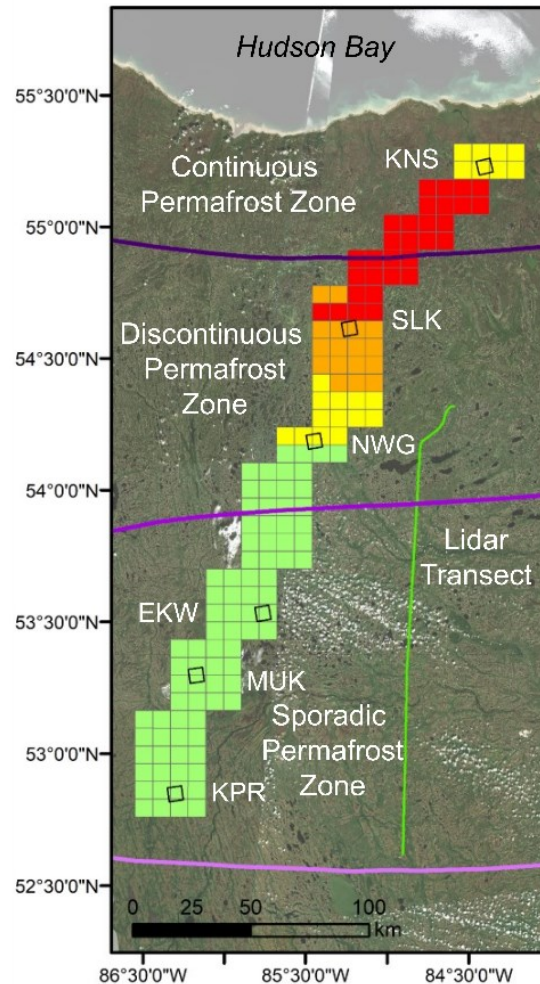 Hudson Bay
55°30'0"N
KNS
Continuous
Permafrost Zone
55°0'0"N
SLK
Discontinuous
Permafrost
Zone
54°30'0"N
NWG
54°0'0"N
Lidar
Transect
53°30'0"N
EKW
MUK
Sporadic
Permafrost
Zone
53°0'0"N
KPR
52°30'0"N
0 25 50 100
km
86°30'0"W 85°30'0"W 84°30'0"W